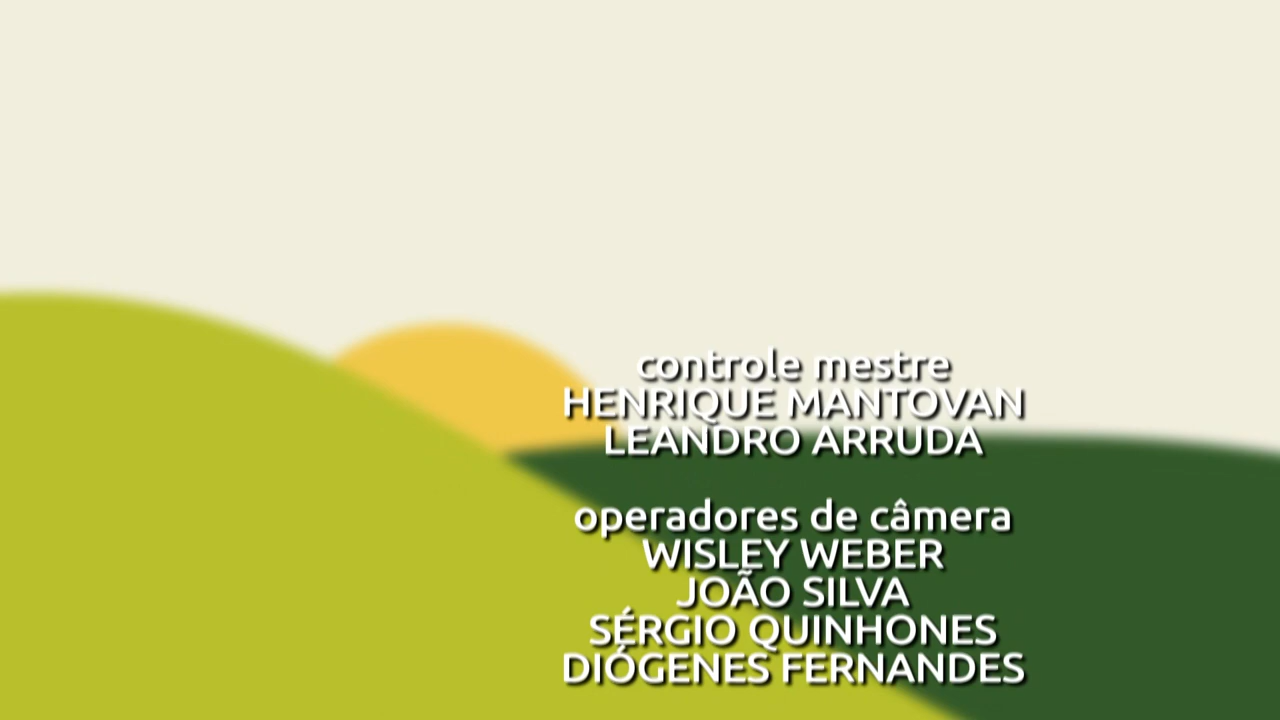 controle mestre
HENRIQUE MANTOVAN
LEANDRO ARRUDA
operadores de câmera
WISLEY WEBER
JOÃO SILVA
SÉRGIO QUINHONES
DIÓGENES FERNANDES